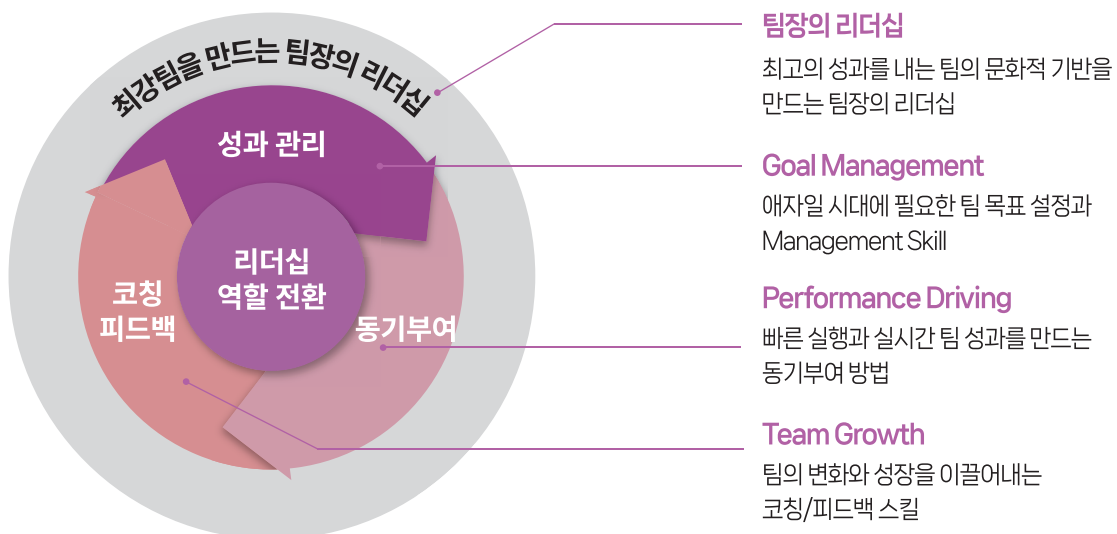 최강팀을 만드는 팀장의 리더십
성과 관리
리더십
역할 전환
코칭
피드백
동기부여
팀장의 리더십
최고의 성과를 내는 팀의 문화적 기반을
만드는 팀장의 리더십
Goal Management
애자일 시대에 필요한 팀 목표 설정과
Management Skill
Performance Driving
빠른 실행과 실시간 팀 성과를 만드는
동기부여 방법
Team Growth
팀의 변화와 성장을 이끌어내는
코칭/피드백 스킬